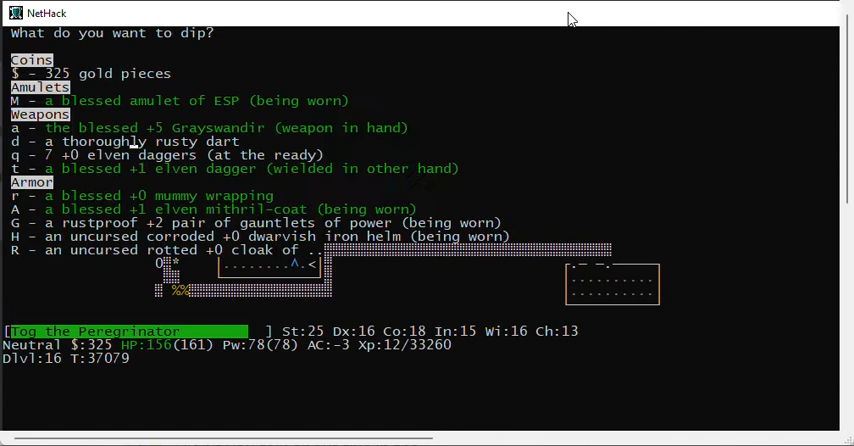 NetHack
What do you want to dip?
Coins
$ - 325 gold pieces
Amulets
M - a blessed amulet of ESP (being worn)
Weapons
a - the blessed +5 Grayswandir (weapon in hand)
d - a thoroughly rusty dart
q - 7 +0 elven daggers (at the ready)
t - a blessed +1 elven dagger (wielded in other hand)
Armor
r - a blessed +0 mummy wrapping
A - a blessed +1 elven mithril-coat (being worn)
G - a rustproof +2 pair of gauntlets of power (being worn)
H - an uncursed corroded +0 dwarvish iron helm (being worn)
R - an uncursed rotted +0 cloak of ..
0 * |........^.<|
%%
[Tog the Peregrinator ] St:25 Dx:16 Co:18 In:15 Wi:16 Ch:13
Neutral $:325 HP:156(161) Pw:78(78) AC:-3 Xp:12/33260
Dlvl:16 T:37079